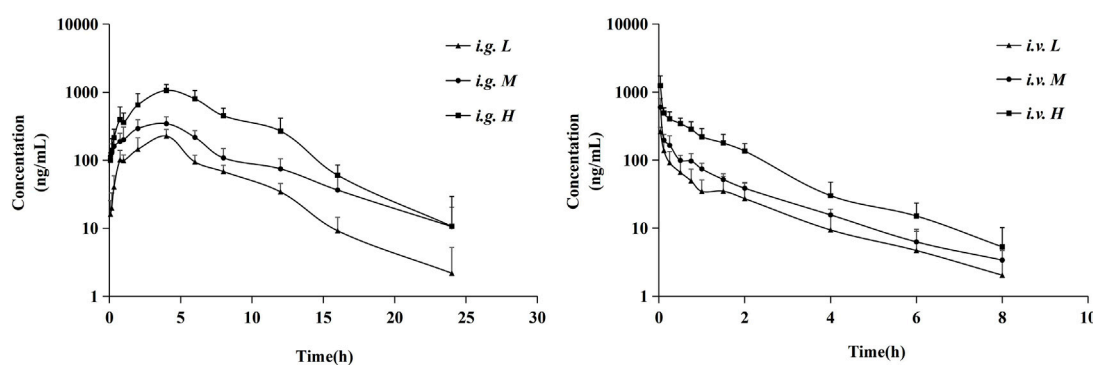 10000
1000
100
10
1
0
5
10
15
20
25
30
Concentation
(ng/mL)
Time(h)
i.g. L
i.g. M
i.g. H
10000
1000
100
10
1
0
2
4
6
8
10
Concentation
(ng/mL)
Time(h)
i.v. L
i.v. M
i.v. H